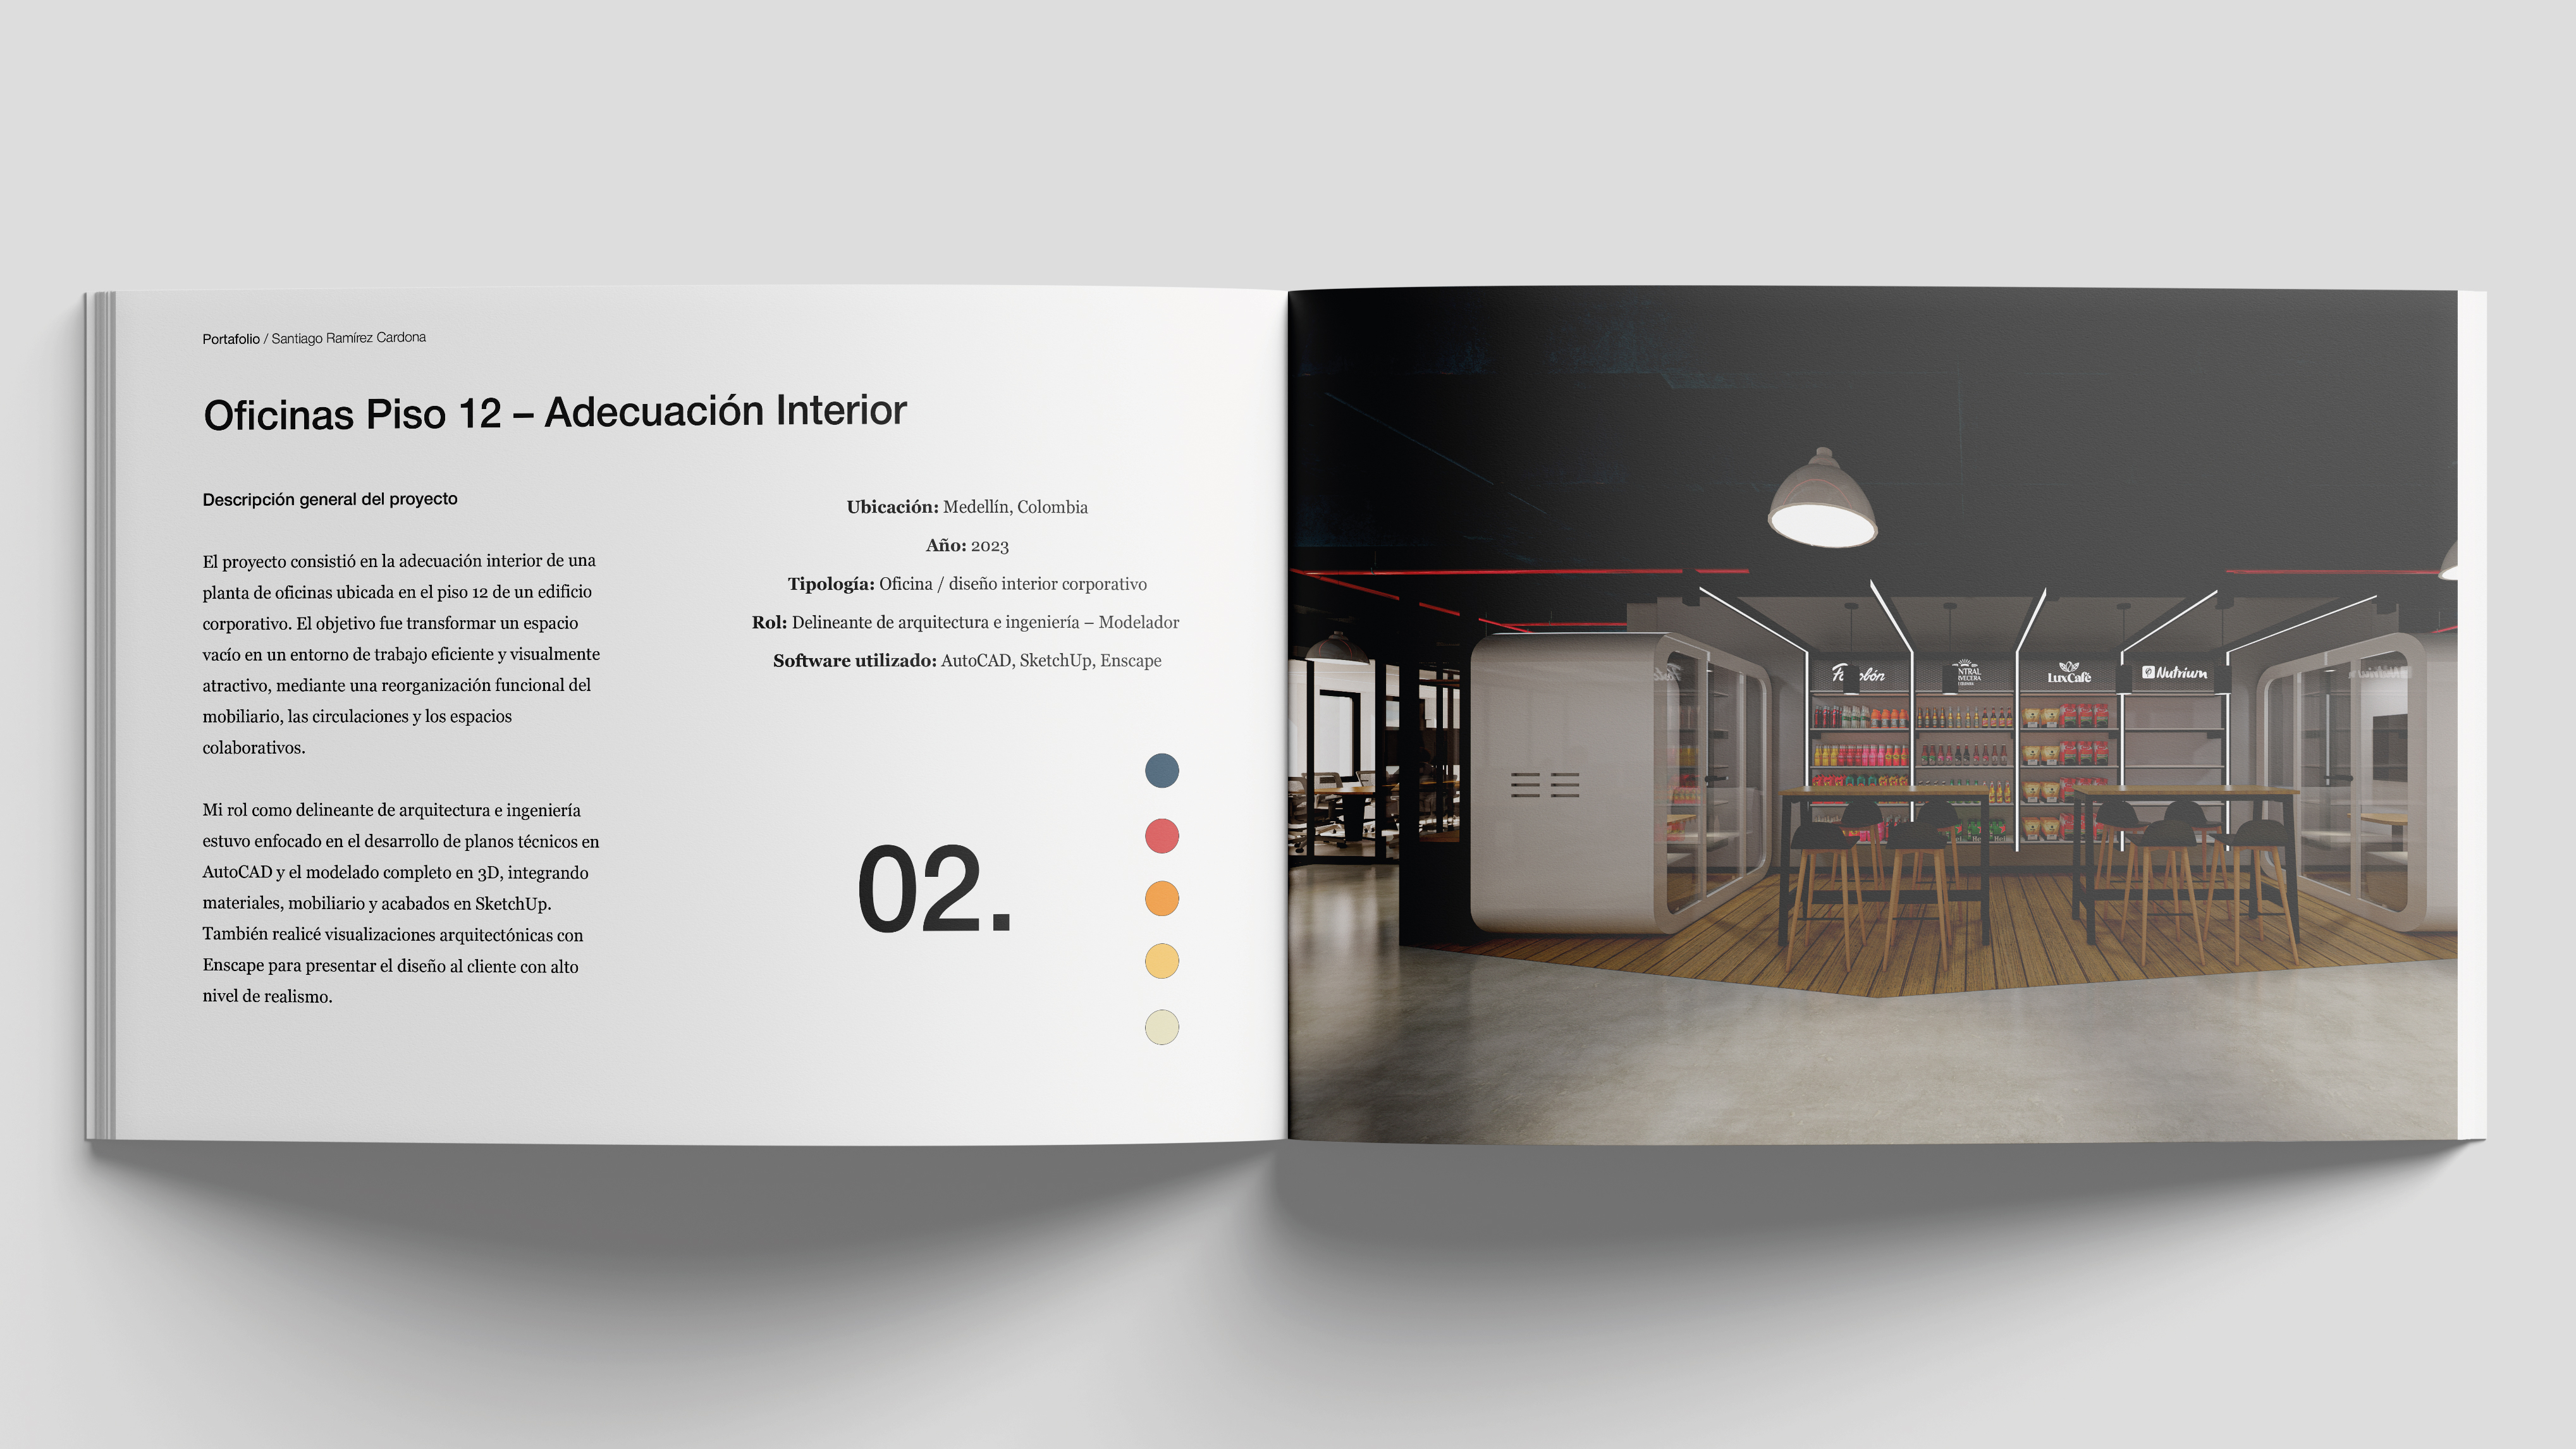 Portafolio / Santiago Ramírez Cardona
Oficinas Piso 12 – Adecuación Interior
Descripción general del proyecto
El proyecto consistió en la adecuación interior de una
planta de oficinas ubicada en el piso 12 de un edificio
corporativo. El objetivo fue transformar un espacio
vacío en un entorno de trabajo eficiente y visualmente
atractivo, mediante una reorganización funcional del
mobiliario, las circulaciones y los espacios
colaborativos.
Mi rol como delineante de arquitectura e ingeniería
estuvo enfocado en el desarrollo de planos técnicos en
AutoCAD y el modelado completo en 3D, integrando
materiales, mobiliario y acabados en SketchUp.
También realicé visualizaciones arquitectónicas con
Enscape para presentar el diseño al cliente con alto
nivel de realismo.
Ubicación: Medellín, Colombia
Año: 2023
Tipología: Oficina / diseño interior corporativo
Rol: Delineante de arquitectura e ingeniería – Modelador
Software utilizado: AutoCAD, SketchUp, Enscape
02.
LuxCafé
Nutrium